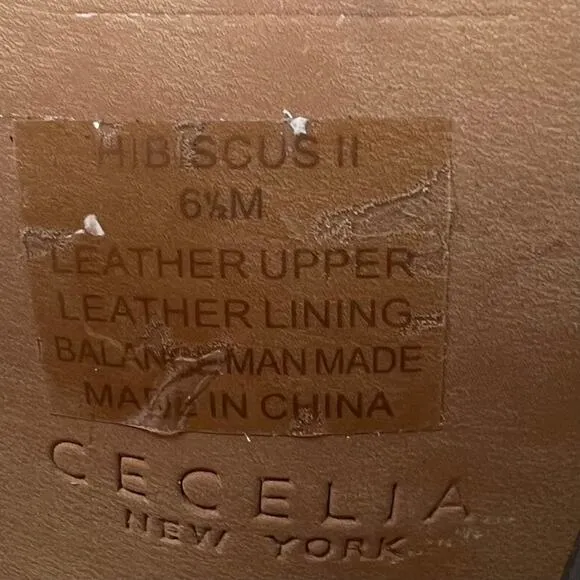 HIBISCUS II
6½M
LEATHER UPPER
LEATHER LINING
BALANCE MAN MADE
MADE IN CHINA
CECELIA
NEW YORK